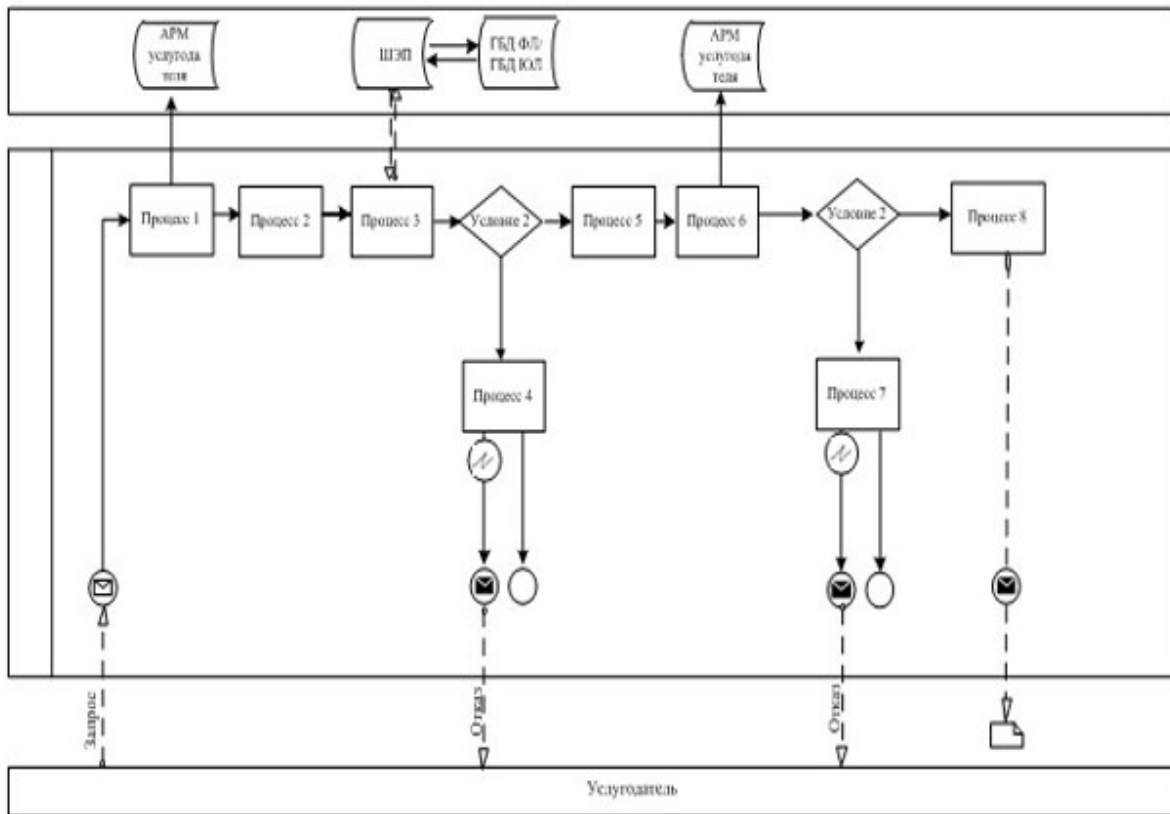 АРМ
услугода
теля
ШЭП
ГБД ФЛ/
ГБД ЮЛ
АРМ
услугода
теля
Процесс 1
Процесс 2
Процесс 3
Условие 2
Процесс 5
Процесс 6
Условие 2
Процесс 8
Процесс 4
Процесс 7
Запрос
Отказ
Отказ
Услугодатель